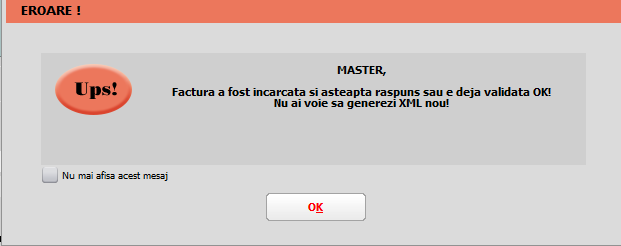 EROARE !
Ups!
MASTER,
Factura a fost incarcata si asteapta raspuns sau e deja validata OK!
Nu ai voie sa generezi XML nou!
Nu mai afisa acest mesaj
OK